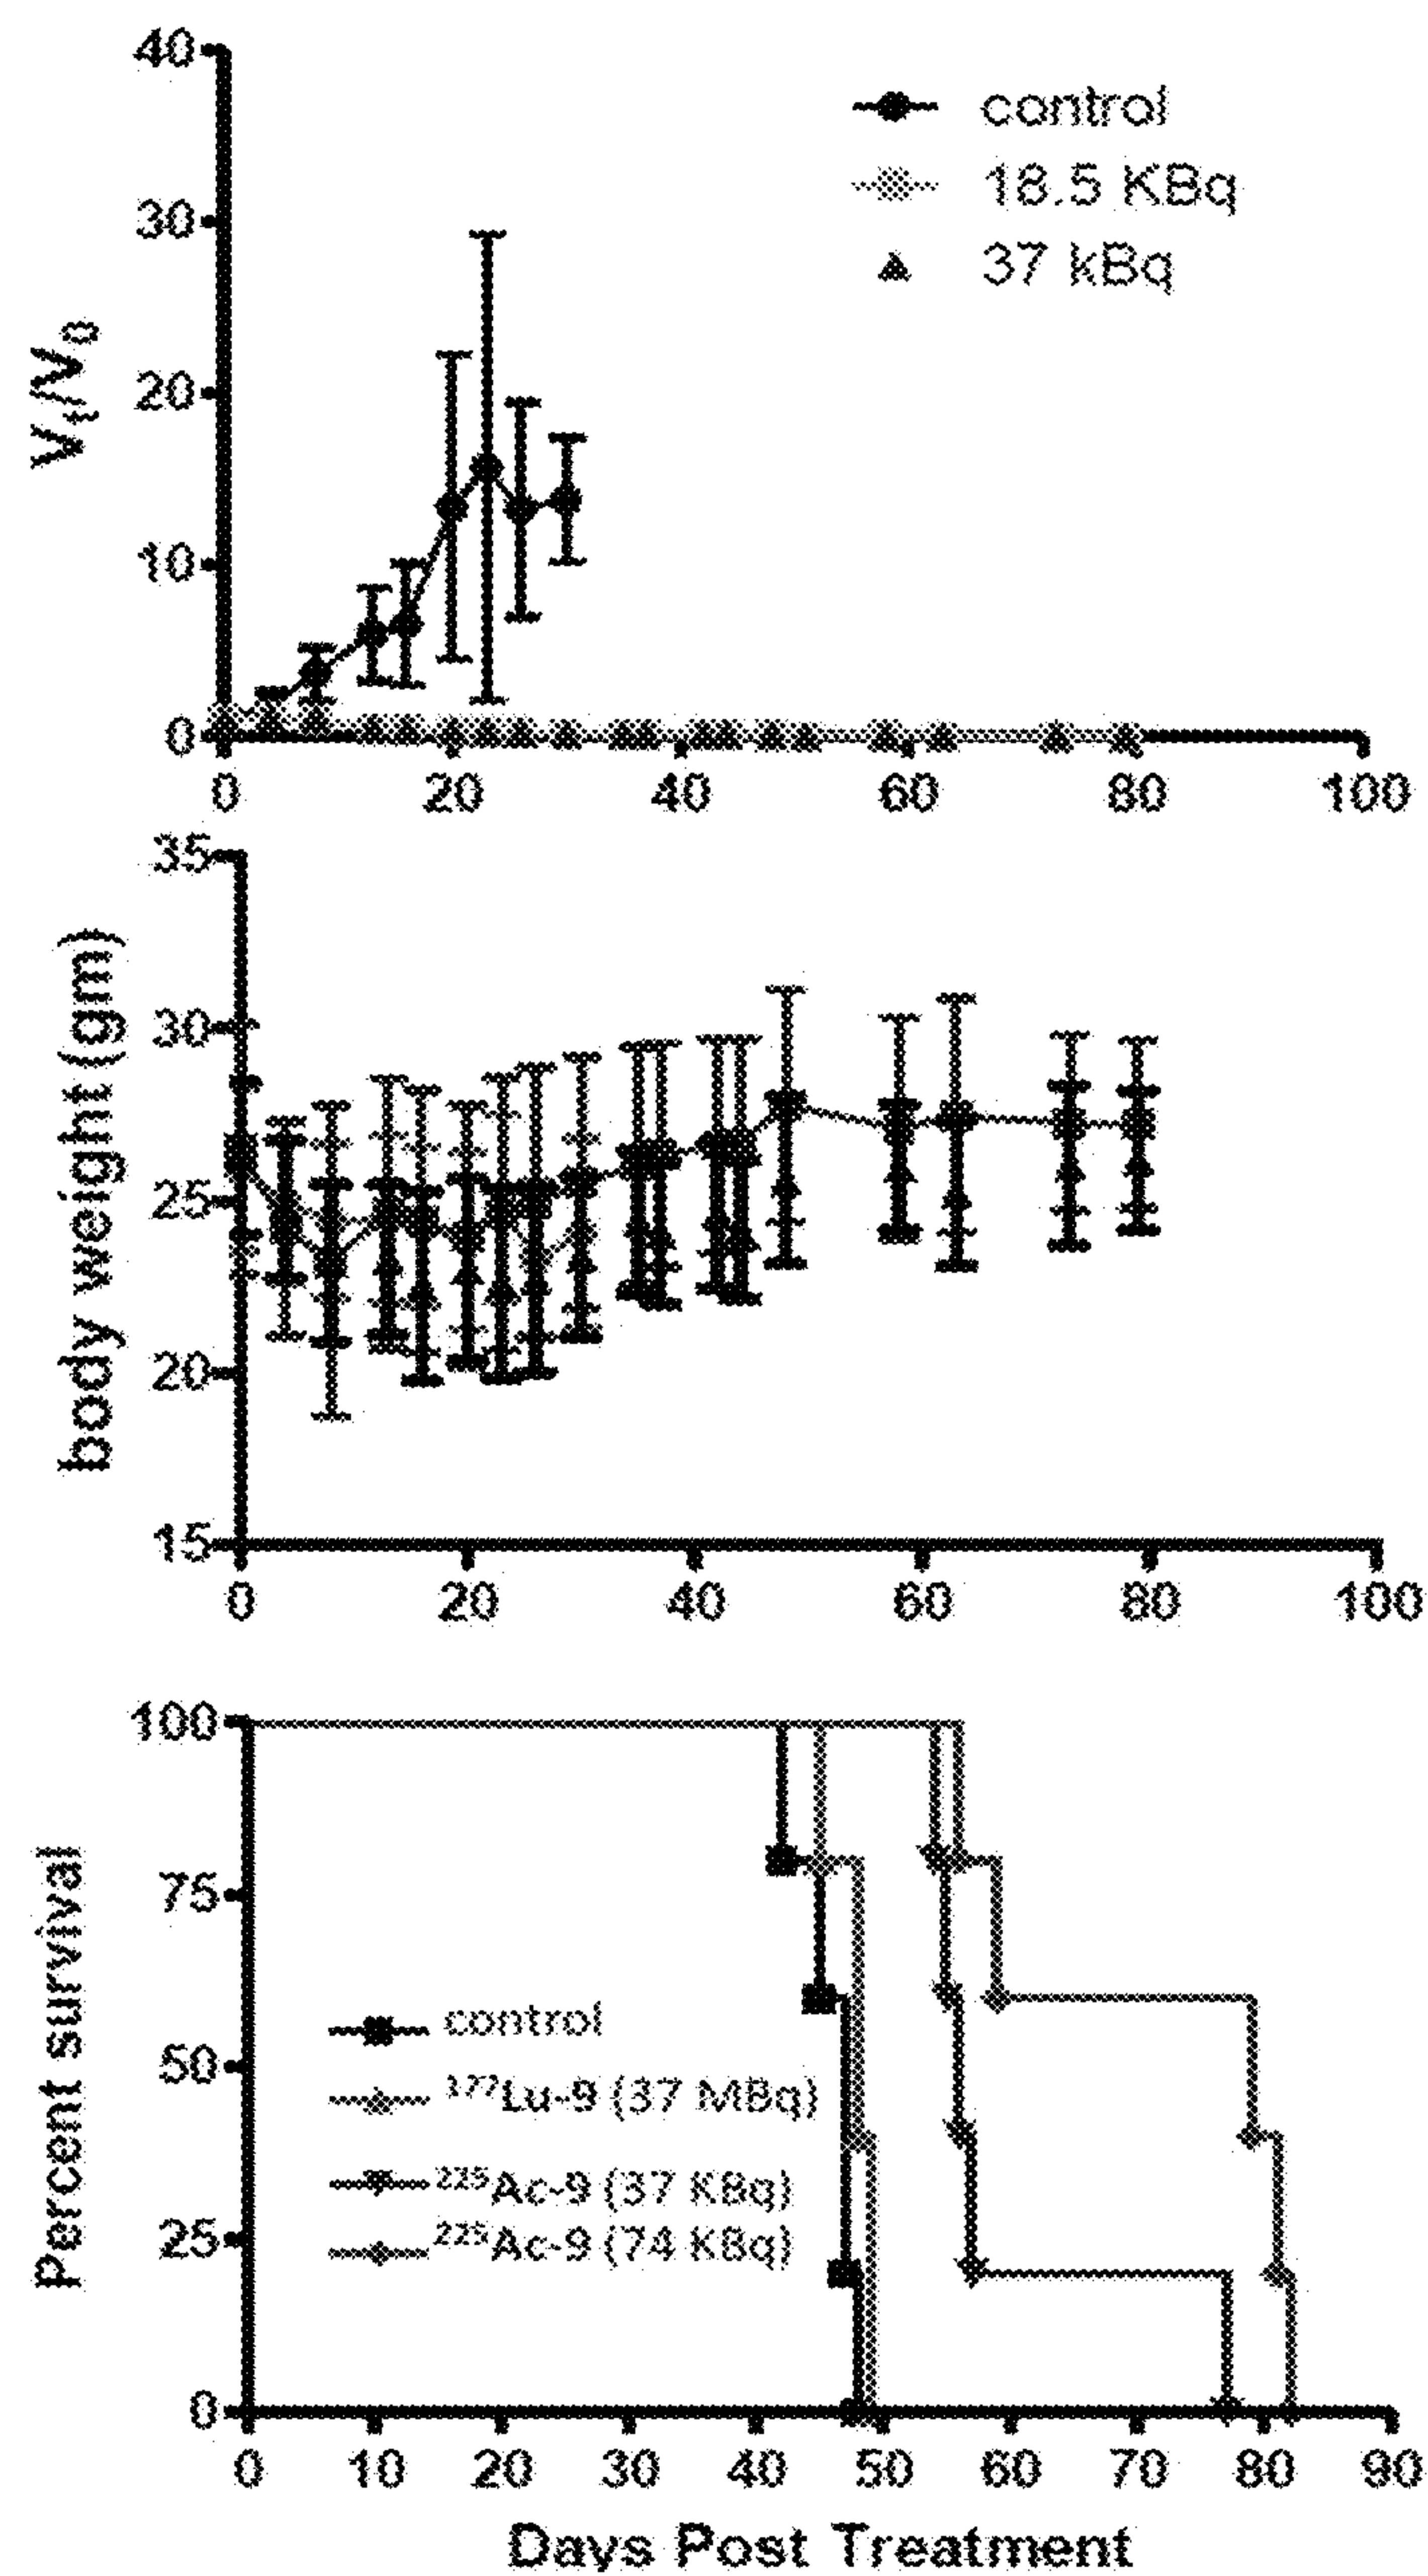 40
30
20
10
0
V_t/V_0
control
18.5 KBq
37 kBq
0 20 40 60 80 100
35
30
25
20
15
body weight (gm)
0 20 40 60 80 100
100
75
50
25
0
Percent survival
control
¹⁷⁷Lu-9 (37 MBq)
²²⁵Ac-9 (37 KBq)
²²⁵Ac-9 (74 KBq)
0 10 20 30 40 50 60 70 80 90
Days Post Treatment